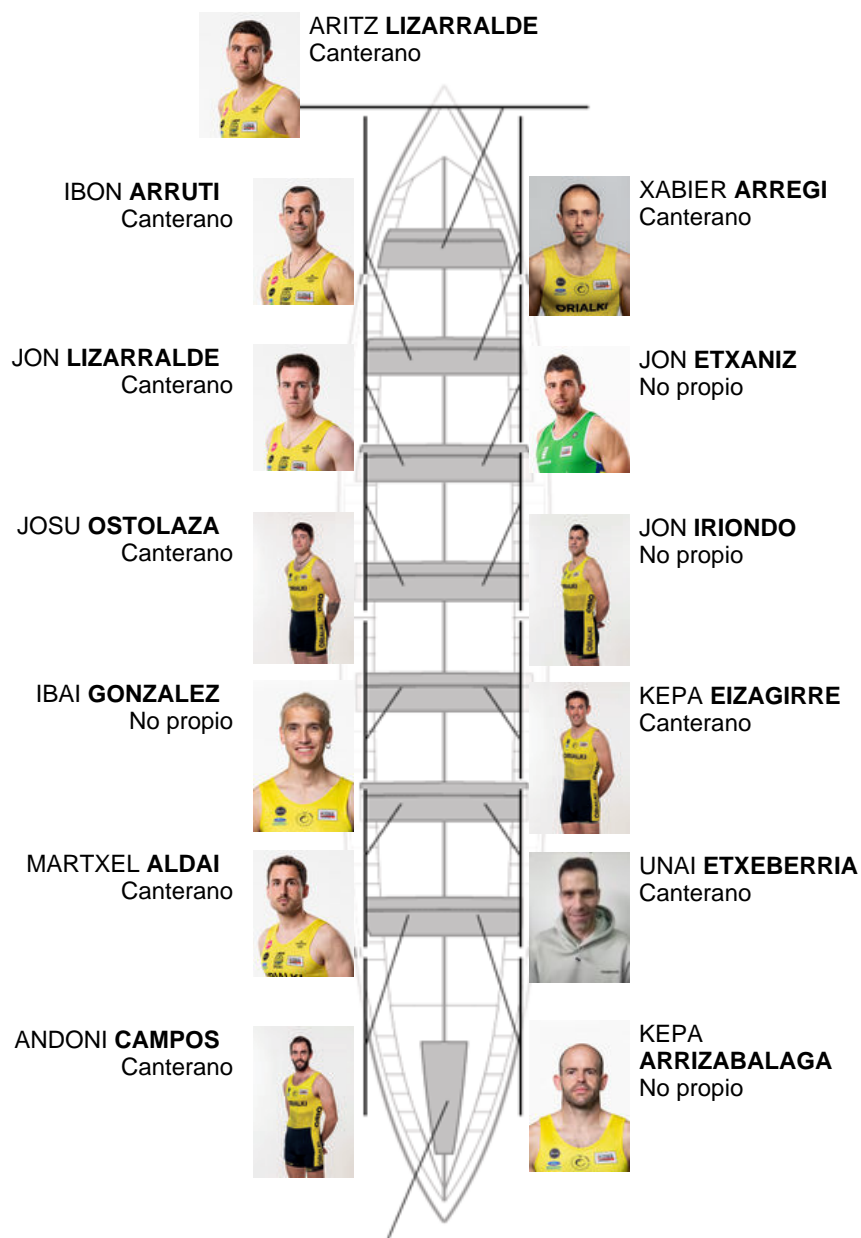 ARITZ LIZARRALDE
Canterano
IBON ARRUTI
Canterano
XABIER ARREGI
Canterano
ORIALKI
JON LIZARRALDE
Canterano
JON ETXANIZ
No propio
JOSU OSTOLAZA
Canterano
JON IRIONDO
No propio
IBAI GONZALEZ
No propio
KEPA EIZAGIRRE
Canterano
MARTXEL ALDAI
Canterano
UNAI ETXEBERRIA
Canterano
ANDONI CAMPOS
Canterano
KEPA
ARRIZABALAGA
No propio